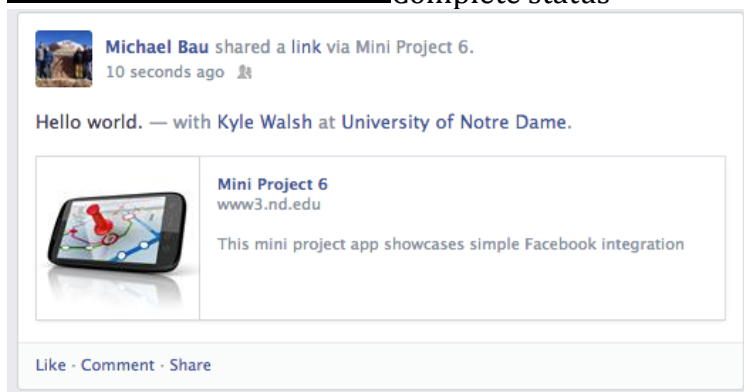 Complete status
Michael Bau shared a link via Mini Project 6.
10 seconds ago
Hello world. — with Kyle Walsh at University of Notre Dame.
Mini Project 6
www3.nd.edu
This mini project app showcases simple Facebook integration
Like · Comment · Share